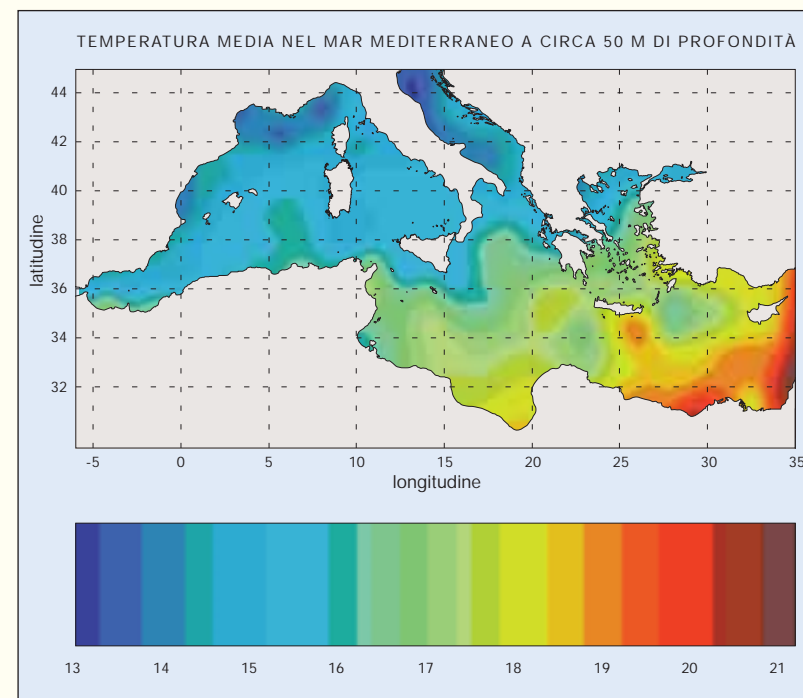 TEMPERATURA MEDIA NEL MAR MEDITERRANEO A CIRCA 50 M DI PROFONDITÀ
44
42
40
38
36
34
32
latitudine
-5 0 5 10 15 20 25 30 35
longitudine
13 14 15 16 17 18 19 20 21